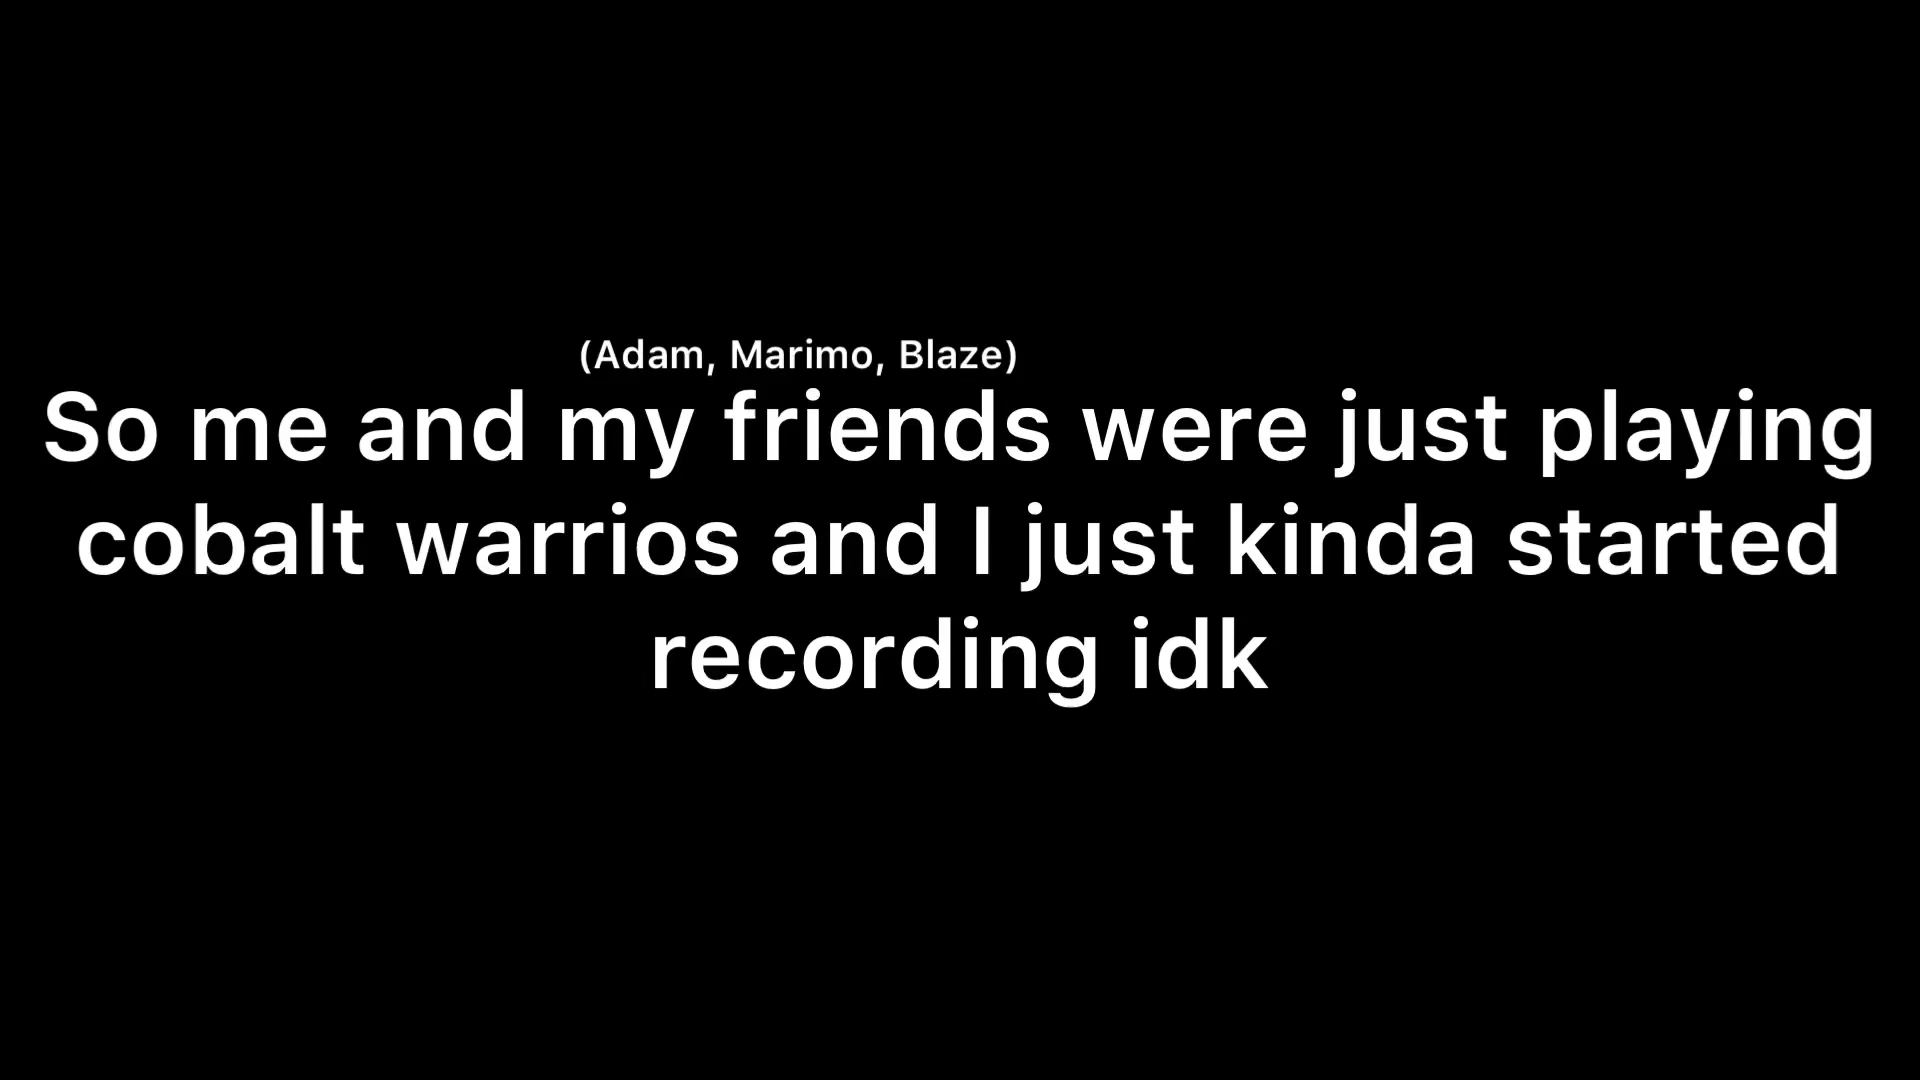 (Adam, Marimo, Blaze)
So me and my friends were just playing
cobalt warrios and I just kinda started
recording idk